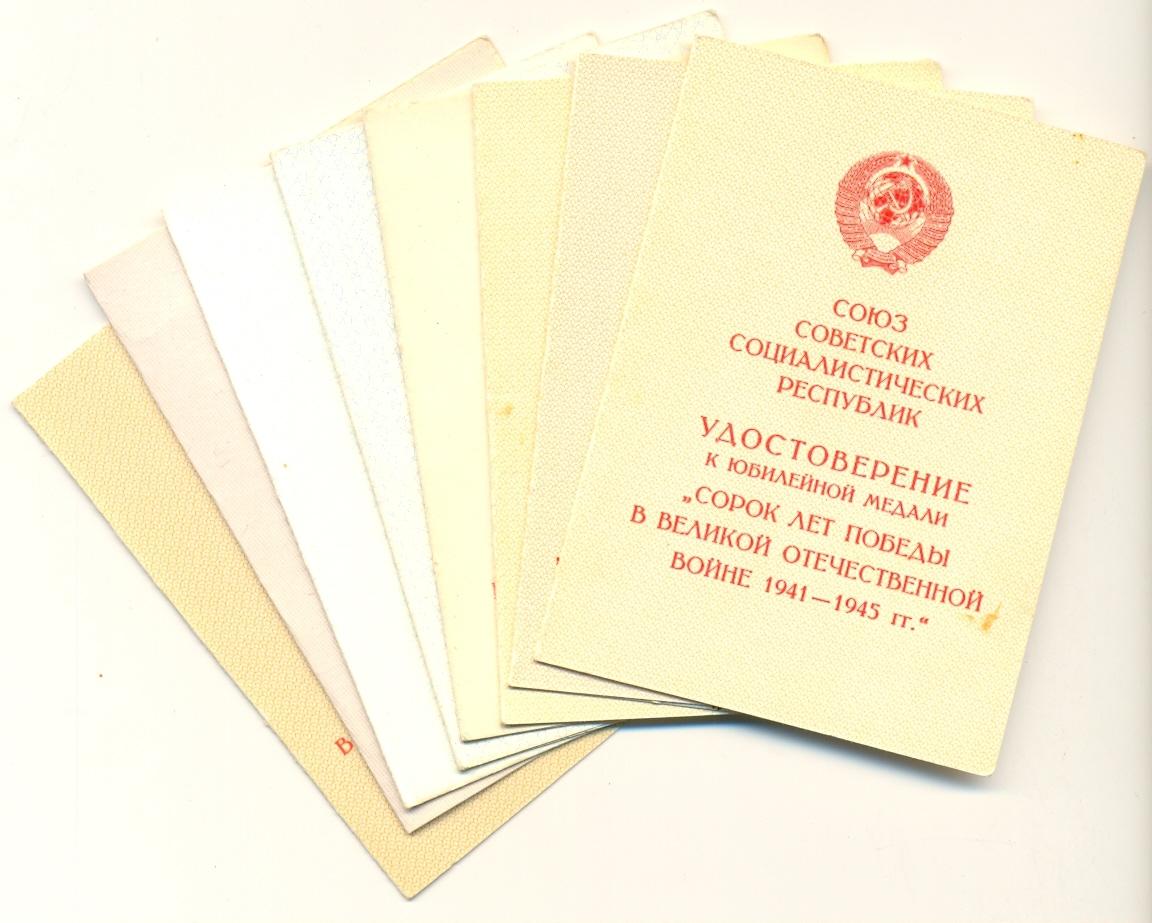 СОЮЗ
СОВЕТСКИХ
СОЦИАЛИСТИЧЕСКИХ
РЕСПУБЛИК
УДОСТОВЕРЕНИЕ
К ЮБИЛЕЙНОЙ МЕДАЛИ
„СОРОК ЛЕТ ПОБЕДЫ
В ВЕЛИКОЙ ОТЕЧЕСТВЕННОЙ
ВОЙНЕ 1941—1945 гг.“
В